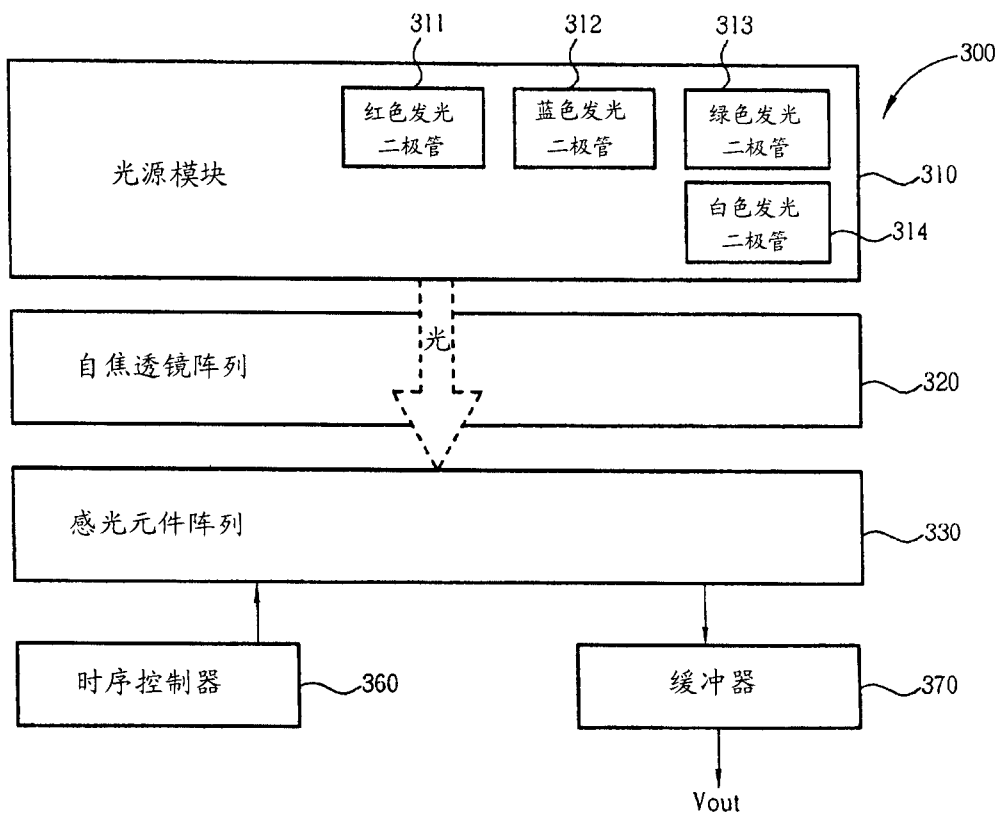 311
312
313
300
红色发光
二极管
蓝色发光
二极管
绿色发光
二极管
光源模块
310
白色发光
二极管
314
光
自焦透镜阵列
320
感光元件阵列
330
时序控制器
360
缓冲器
370
Vout